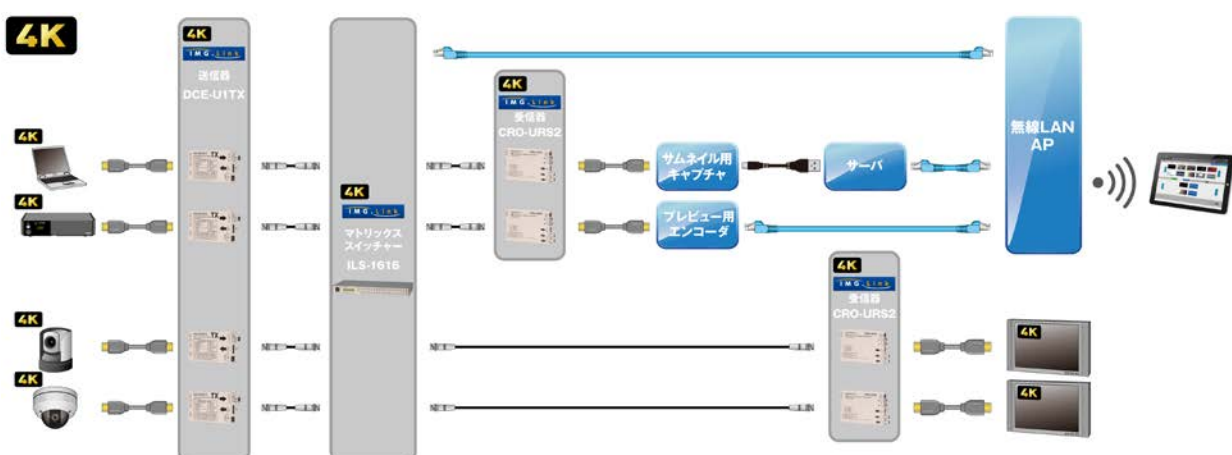 4K
4K
IMG.Link
送信器
DCE-U1TX
4K
4K
4K
4K
TX
TX
TX
TX
4K
IMG.Link
マトリックス
スイッチャー
ILS-1616
4K
IMG.Link
受信器
CRO-URS2
サムネイル用
キャプチャ
サーバ
プレビュー用
エンコーダ
無線LAN
AP
4K
IMG.Link
受信器
CRO-URS2
4K
4K